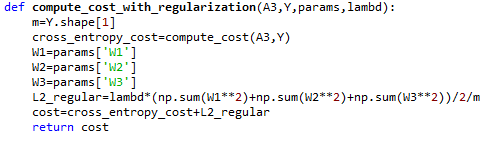 def compute_cost_with_regularization(A3,Y,params,lambd):
    m=Y.shape[1]
    cross_entropy_cost=compute_cost(A3,Y)
    W1=params['W1']
    W2=params['W2']
    W3=params['W3']
    L2_regular=lambd*(np.sum(W1**2)+np.sum(W2**2)+np.sum(W3**2))/2/m
    cost=cross_entropy_cost+L2_regular
    return cost